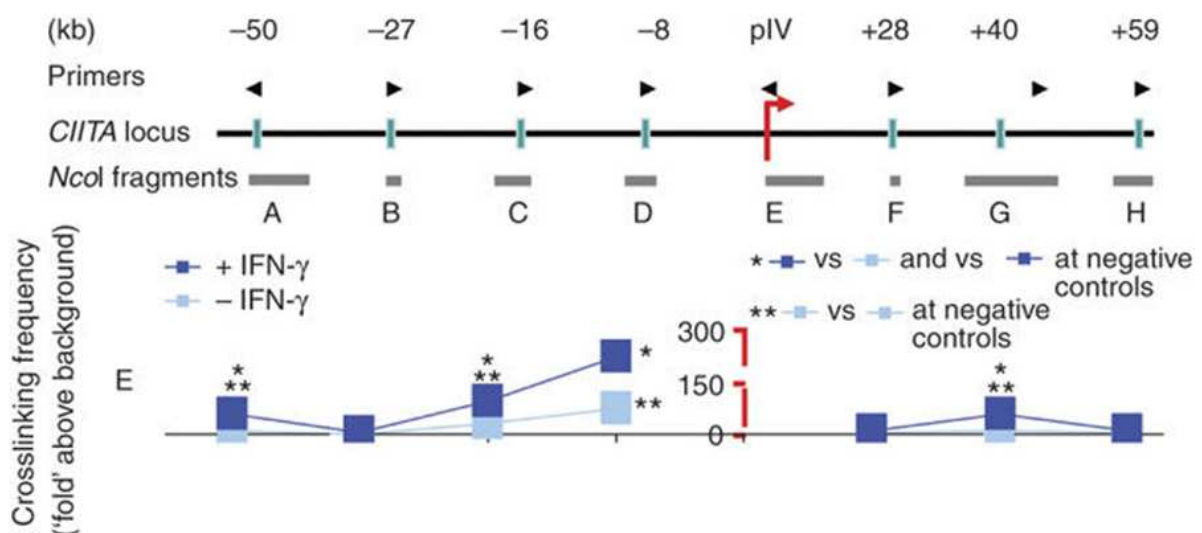 (kb) –50 –27 –16 –8 pIV +28 +40 +59
Primers
CIITA locus
NcoI fragments
A B C D E F G H
Crosslinking frequency
('fold' above background)
+ IFN-γ
– IFN-γ
* vs and vs at negative
controls
** vs at negative
controls
E
300
150
0
*
**
*
**
*
**
*
**